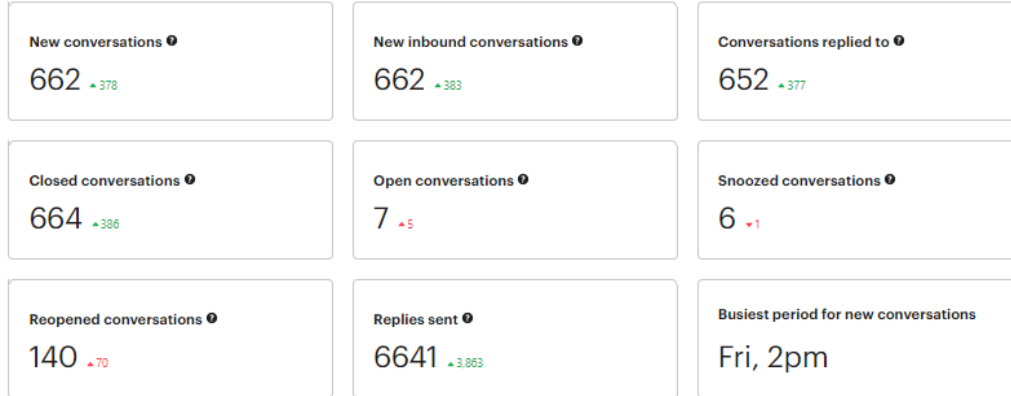 New conversations
662 ▲ 378
New inbound conversations
662 ▲ 383
Conversations replied to
652 ▲ 377
Closed conversations
664 ▲ 386
Open conversations
7 ▲ 5
Snoozed conversations
6 ▼ 1
Reopened conversations
140 ▲ 70
Replies sent
6641 ▲ 3,863
Busiest period for new conversations
Fri, 2pm